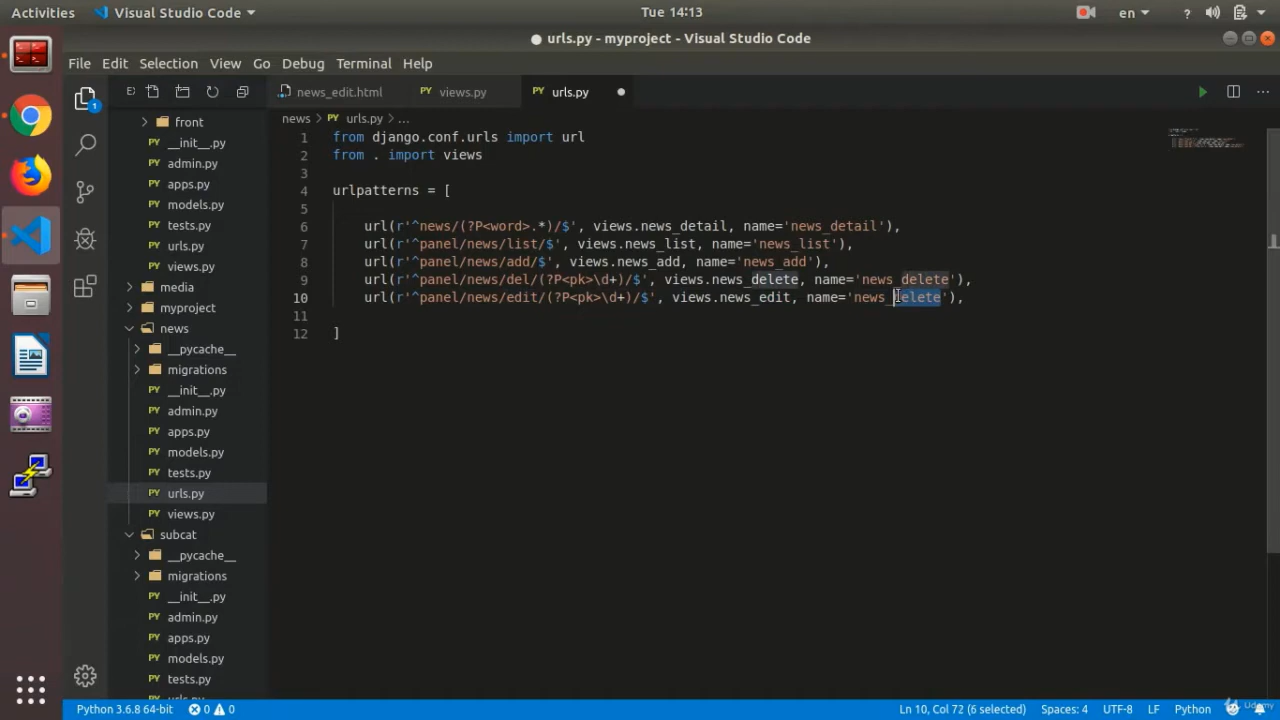 Activities
Visual Studio Code
Tue 14:13
en
urls.py - myproject - Visual Studio Code
File Edit Selection View Go Debug Terminal Help
news_edit.html
views.py
urls.py
news > urls.py > ...
1
front
__init__.py
admin.py
apps.py
models.py
tests.py
urls.py
views.py
media
myproject
news
__pycache__
migrations
__init__.py
admin.py
apps.py
models.py
tests.py
urls.py
views.py
subcat
__pycache__
migrations
__init__.py
admin.py
apps.py
models.py
tests.py
urls.py
1 from django.conf.urls import url
2 from . import views
3
4 urlpatterns = [
5
6 url(r'^news/(?P<word>.*)/$', views.news_detail, name='news_detail'),
7 url(r'^panel/news/list/$', views.news_list, name='news_list'),
8 url(r'^panel/news/add/$', views.news_add, name='news_add'),
9 url(r'^panel/news/del/(?P<pk>\d+)/$', views.news_delete, name='news_delete'),
10 url(r'^panel/news/edit/(?P<pk>\d+)/$', views.news_edit, name='news_delete'),
11
12 ]
Python 3.6.8 64-bit
0
0
Ln 10, Col 72 (6 selected)
Spaces: 4
UTF-8
LF
Python
Udemy